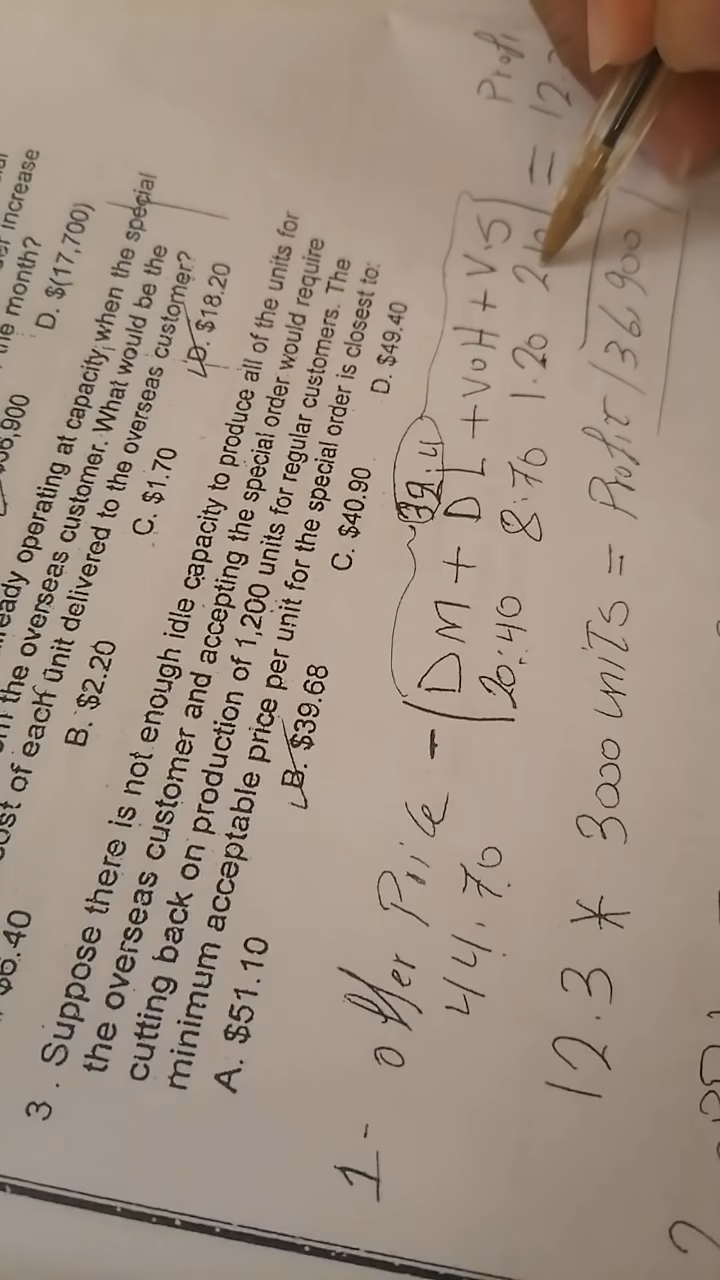 increase
the month?
36,900
D. $(17,700)
ready operating at capacity, when the special
the overseas customer. What would be the
cost of each unit delivered to the overseas customer?
$6.40
B. $2.20
C. $1.70
D. $18.20
3 . Suppose there is not enough idle capacity to produce all of the units for
the overseas customer and accepting the special order would require
cutting back on production of 1,200 units for regular customers. The
minimum acceptable price per unit for the special order is closest to:
A. $51.10
B. $39.68
C. $40.90
D. $49.40
1- offer Price - (DM + DL + VOH + VS)
44.70 20.40 8.70 1.20 = 12.
12.3 * 3000 units = Profit 36,900